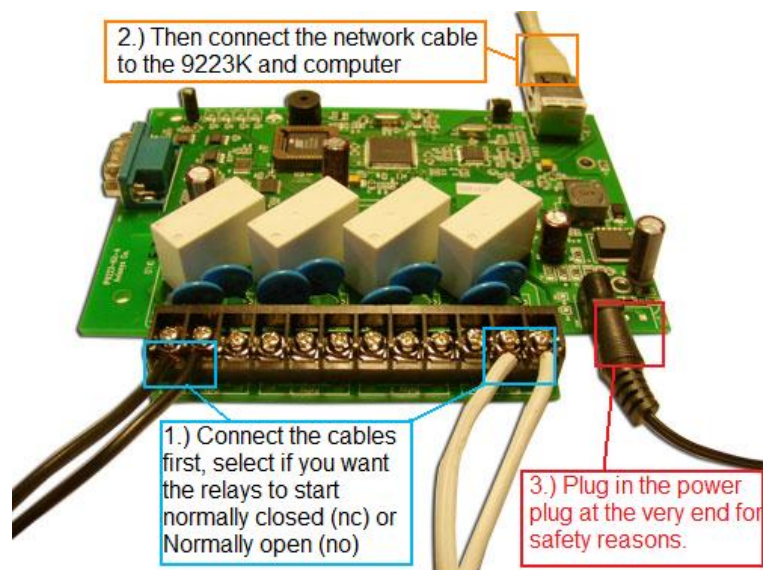 2.) Then connect the network cable
to the 9223K and computer
1.) Connect the cables
first, select if you want
the relays to start
normally closed (nc) or
Normally open (no)
3.) Plug in the power
plug at the very end for
safety reasons.